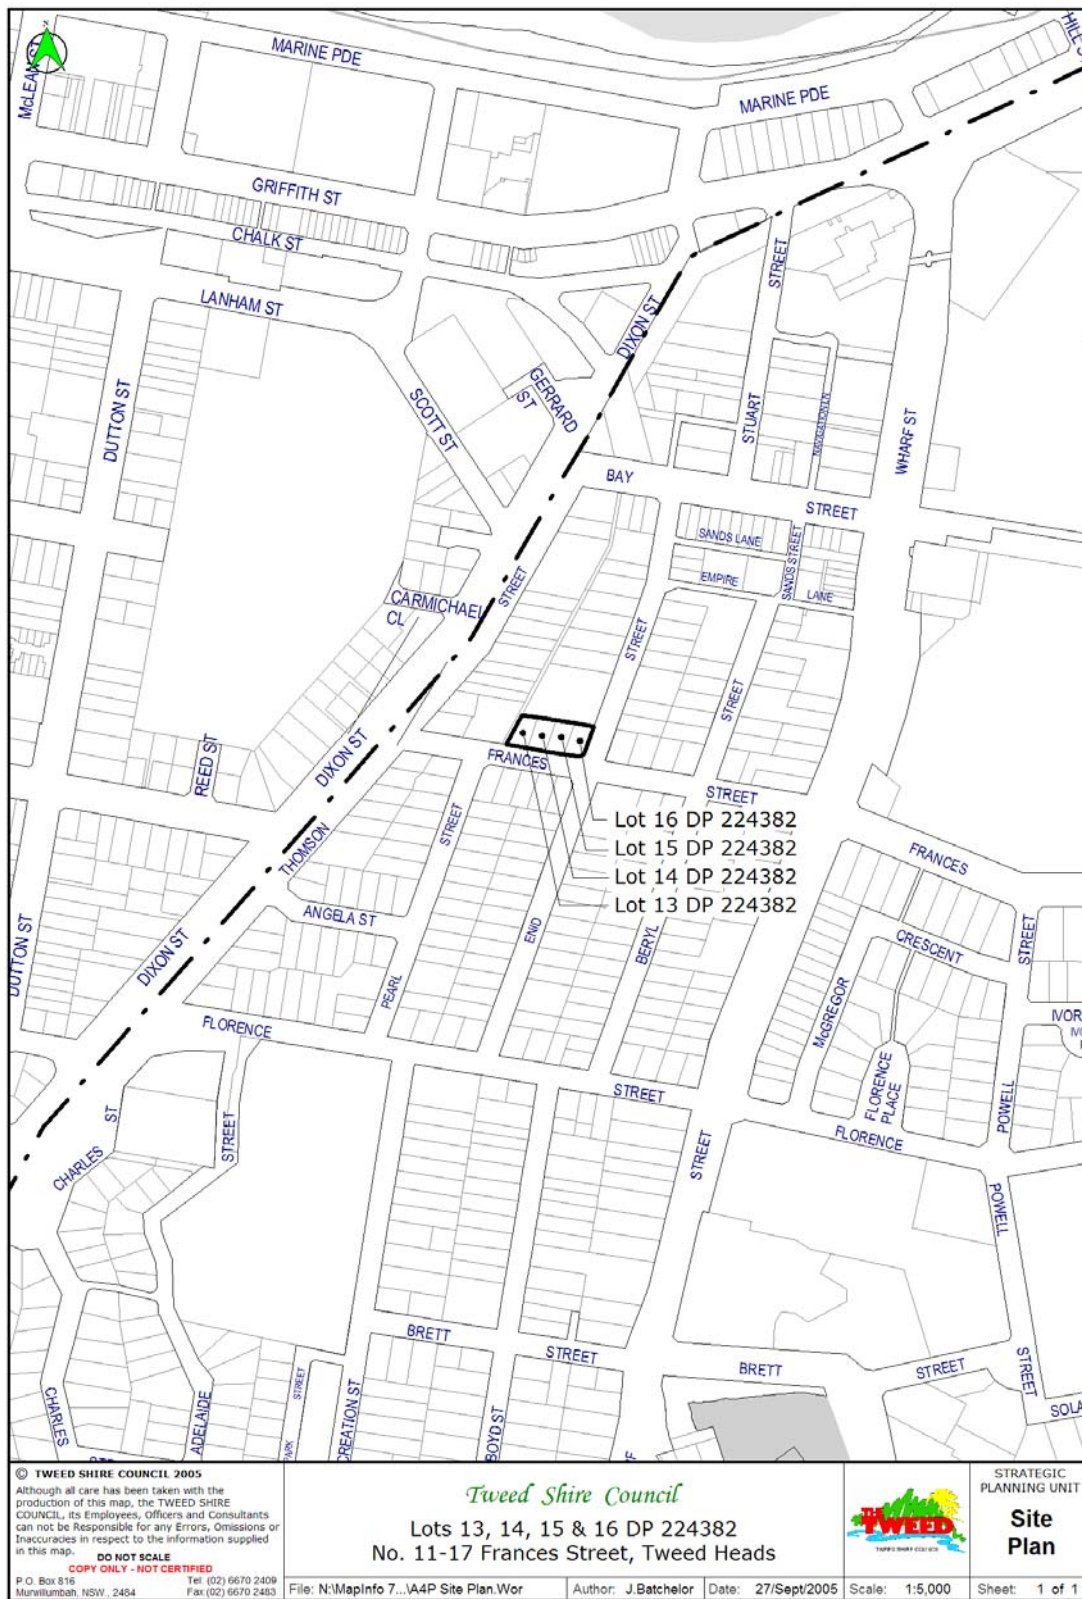 McLEAN ST
MARINE PDE
MARINE PDE
GRIFFITH ST
CHALK ST
LANHAM ST
DUTTON ST
SCOTT ST
GERRARD
ST
DIXON ST
STREET
STUART
NAVIGATION LN
WHARF ST
BAY
STREET
SANDS LANE
SANDS STREET
EMPIRE
LANE
CARMICHAEL
CL
STREET
STREET
STREET
REED ST
DIXON ST
THOMSON
FRANCES
STREET
STREET
Lot 16 DP 224382
Lot 15 DP 224382
Lot 14 DP 224382
Lot 13 DP 224382
FRANCES
CRESCENT
STREET
ANGELA ST
ENID
BERYL
PEARL
McGREGOR
DIXON ST
DUTTON ST
FLORENCE
STREET
FLORENCE
PLACE
POWELL
FLORENCE
STREET
CHARLES
ST
STREET
POWELL
BRETT
STREET
BRETT
STREET
STREET
CHARLES
ADELAIDE
PARK
STREET
RECREATION ST
BOYD ST
© TWEED SHIRE COUNCIL 2005
Although all care has been taken with the
production of this map, the TWEED SHIRE
COUNCIL, its Employees, Officers and Consultants
can not be Responsible for any Errors, Omissions or
Inaccuracies in respect to the information supplied
in this map.
DO NOT SCALE
COPY ONLY - NOT CERTIFIED
P.O. Box 816 Tel. (02) 6670 2409
Murwillumbah, NSW., 2484 Fax (02) 6670 2483
Tweed Shire Council
Lots 13, 14, 15 & 16 DP 224382
No. 11-17 Frances Street, Tweed Heads
File: N:\MapInfo 7...\A4P Site Plan.Wor
Author: J.Batchelor
Date: 27/Sept/2005
THE TWEED
TWEED SHIRE COUNCIL
Scale: 1:5,000
STRATEGIC
PLANNING UNIT
Site
Plan
Sheet: 1 of 1